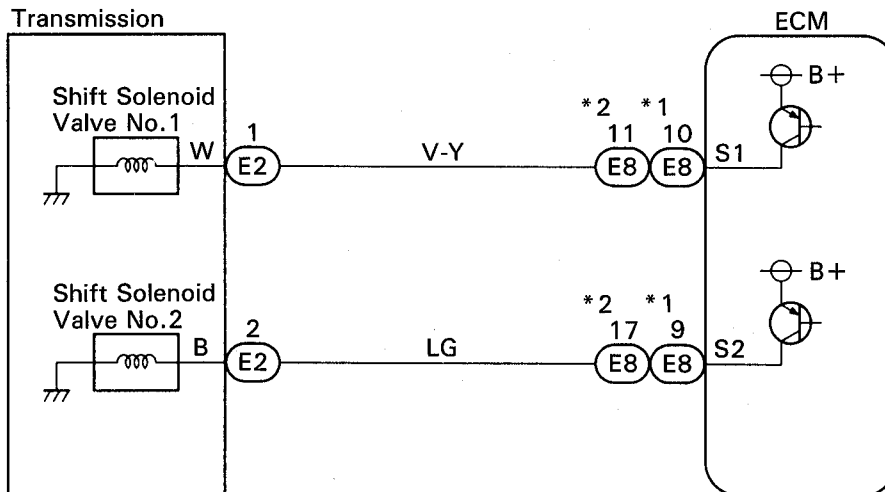 Transmission
ECM
Shift Solenoid
Valve No.1
W
1
E2
V-Y
*2
*1
11
10
E8
E8
S1
B+
Shift Solenoid
Valve No.2
B
2
E2
LG
*2
*1
17
9
E8
E8
S2
B+